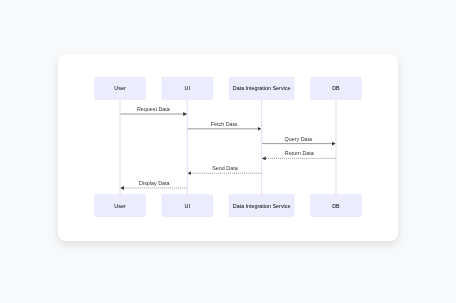 User
UI
Data Integration Service
DB
Request Data
Fetch Data
Query Data
Return Data
Send Data
Display Data
User
UI
Data Integration Service
DB